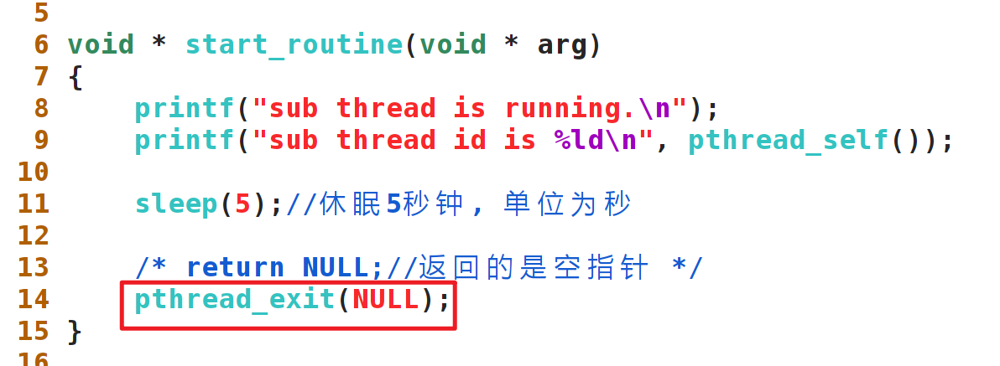 5
6 void * start_routine(void * arg)
7 {
8     printf("sub thread is running.\n");
9     printf("sub thread id is %ld\n", pthread_self());
10
11     sleep(5);//休眠5秒钟, 单位为秒
12
13     /* return NULL;//返回的是空指针 */
14     pthread_exit(NULL);
15 }
16